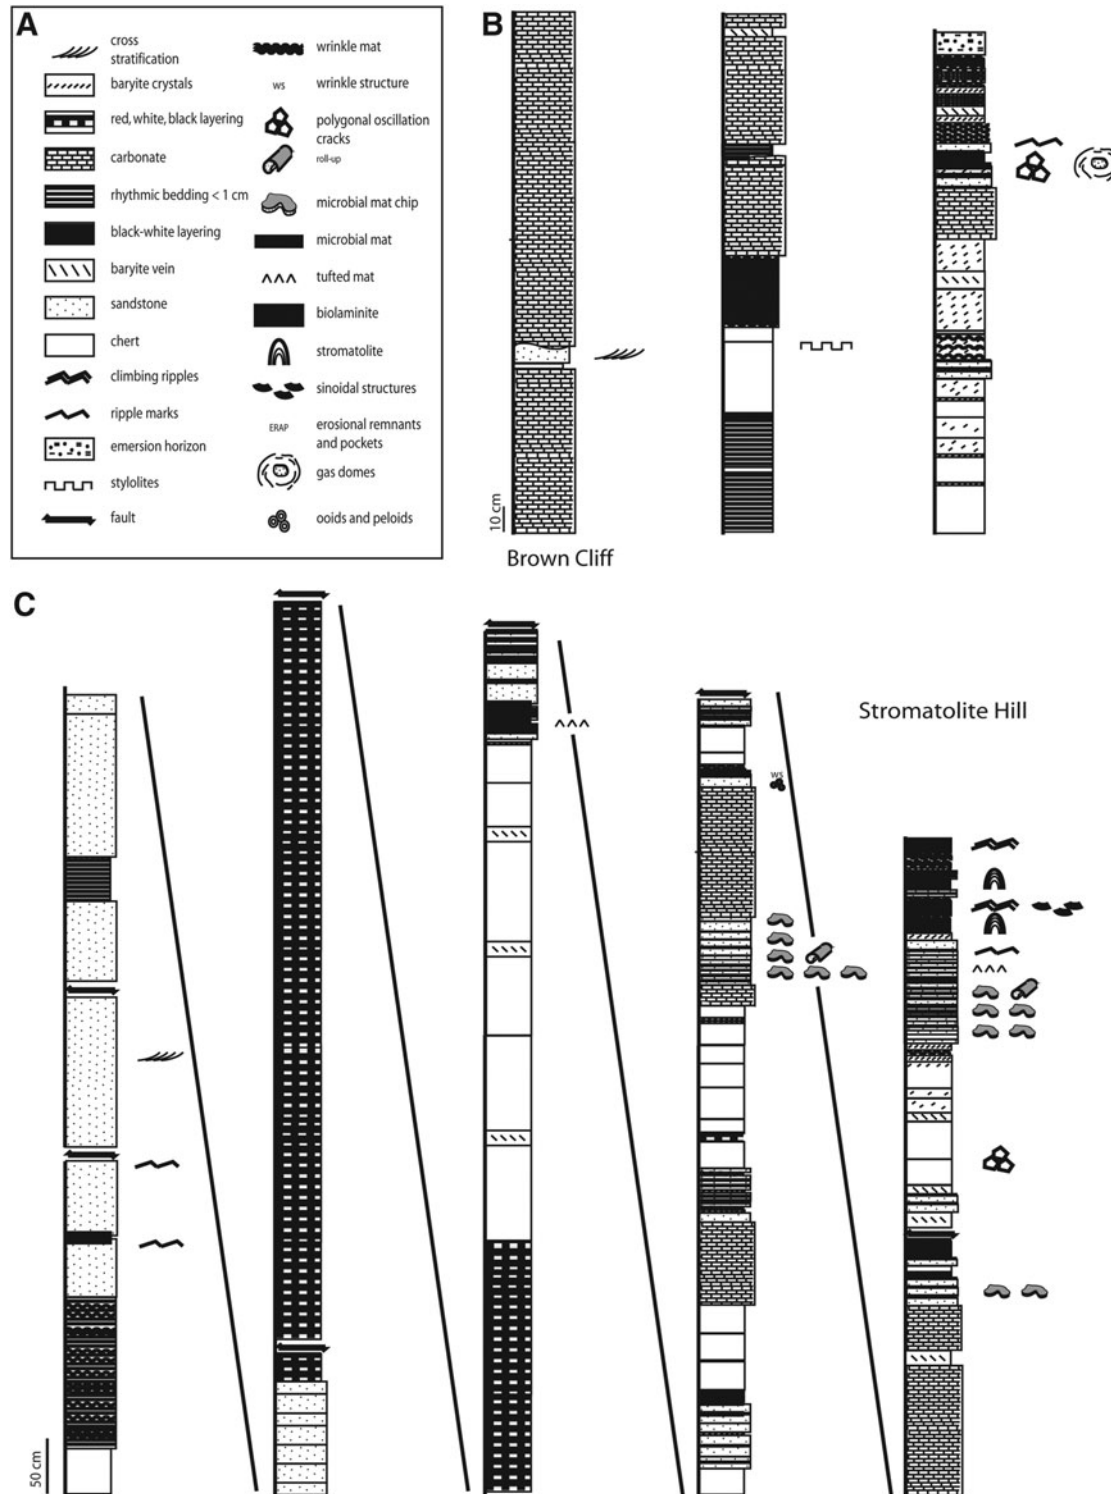 A
cross
stratification
baryite crystals
red, white, black layering
carbonate
rhythmic bedding < 1 cm
black-white layering
baryite vein
sandstone
chert
climbing ripples
ripple marks
emersion horizon
stylolites
fault
wrinkle mat
ws
wrinkle structure
polygonal oscillation
cracks
roll-up
microbial mat chip
microbial mat
tufted mat
biolaminite
stromatolite
sinoidal structures
ERAP
erosional remnants
and pockets
gas domes
ooids and peloids
B
10 cm
Brown Cliff
C
Stromatolite Hill
ws
50 cm